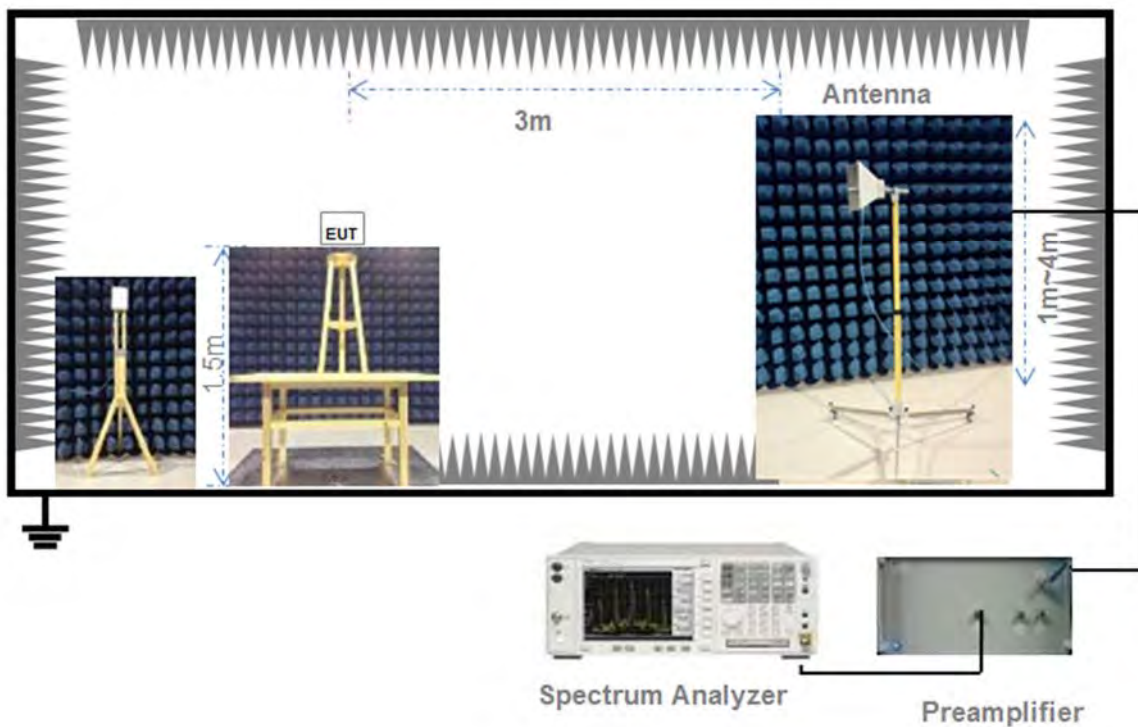 Antenna
3m
EUT
1.5m
1m~4m
Spectrum Analyzer
Preamplifier